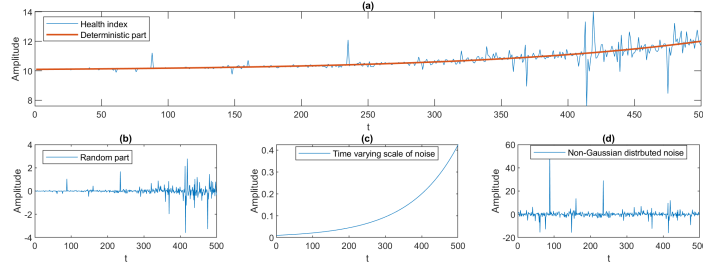 (a)
14
12
10
8
Amplitude
Health index
Deterministic part
0 50 100 150 200 250 300 350 400 450 500
t
(b)
4
2
0
-2
-4
Amplitude
Random part
0 100 200 300 400 500
t
(c)
0.4
0.3
0.2
0.1
0
Amplitude
Time varying scale of noise
0 100 200 300 400 500
t
(d)
60
40
20
0
-20
Amplitude
Non-Gaussian distrbuted noise
0 100 200 300 400 500
t